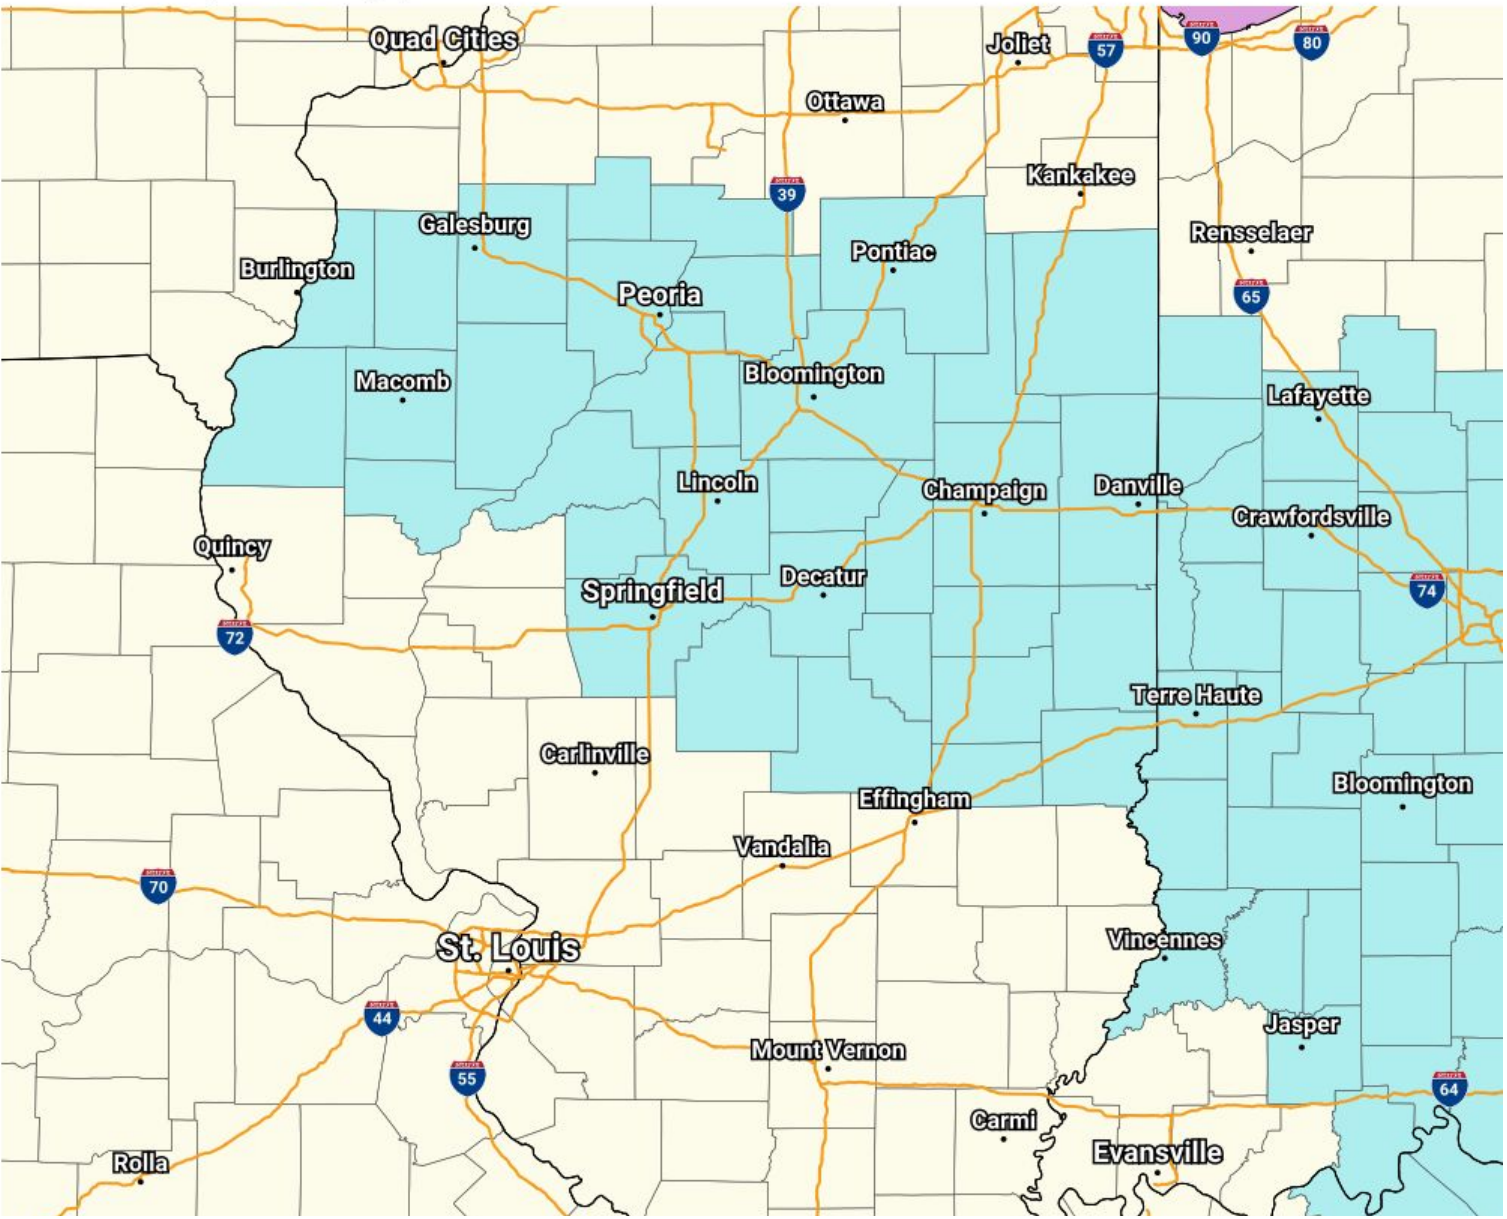 Quad Cities
Joliet
57
90
80
Ottawa
Kankakee
39
Galesburg
Rensselaer
Pontiac
Burlington
Peoria
65
Macomb
Bloomington
Lafayette
Lincoln
Champaign
Danville
Crawfordsville
Quincy
Springfield
Decatur
74
72
Terre Haute
Carlinville
Bloomington
Effingham
Vandalia
70
St. Louis
Vincennes
44
Jasper
Mount Vernon
55
64
Carmi
Evansville
Rolla